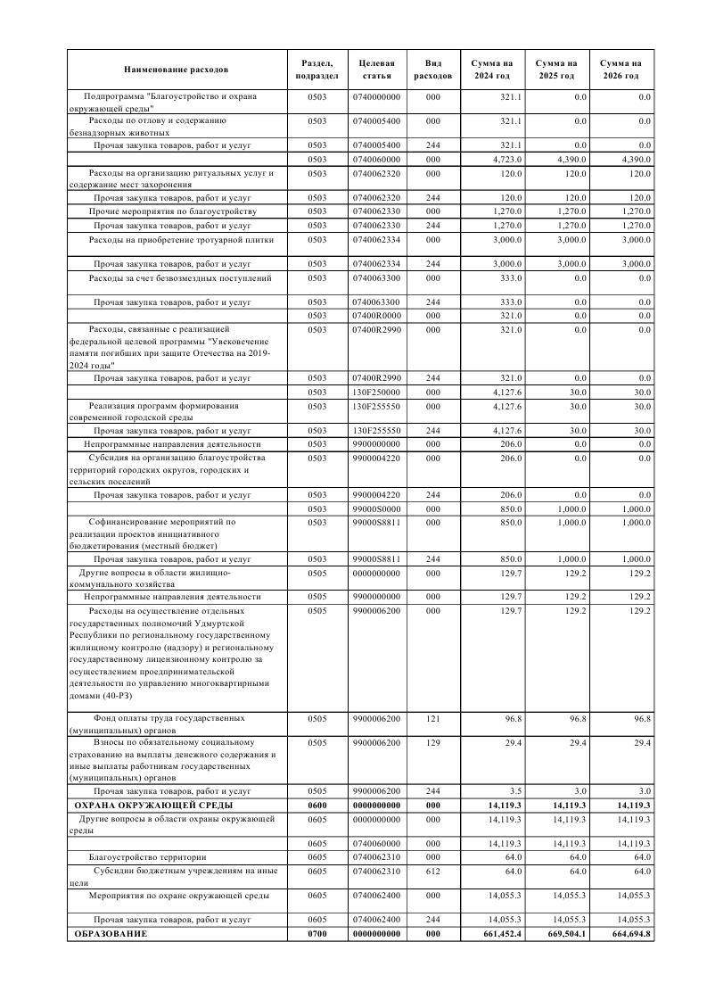 Наименование расходов Раздел, подраздел Целевая статья Вид расходов Сумма на 2024 год Сумма на 2025 год Сумма на 2026 год
Подпрограмма "Благоустройство и охрана 0503 0740000000 000 321.1 0.0 0.0
окружающей среды"
Расходы по отлову и содержанию 0503 0740005400 000 321.1 0.0 0.0
безнадзорных животных
Прочая закупка товаров, работ и услуг 0503 0740005400 244 321.1 0.0 0.0
0503 0740060000 000 4,723.0 4,390.0 4,390.0
Расходы на организацию ритуальных услуг и 0503 0740062320 000 120.0 120.0 120.0
содержание мест захоронения
Прочая закупка товаров, работ и услуг 0503 0740062320 244 120.0 120.0 120.0
Прочие мероприятия по благоустройству 0503 0740062330 000 1,270.0 1,270.0 1,270.0
Прочая закупка товаров, работ и услуг 0503 0740062330 244 1,270.0 1,270.0 1,270.0
Расходы на приобретение тротуарной плитки 0503 0740062334 000 3,000.0 3,000.0 3,000.0
Прочая закупка товаров, работ и услуг 0503 0740062334 244 3,000.0 3,000.0 3,000.0
Расходы за счет безвозмездных поступлений 0503 0740063300 000 333.0 0.0 0.0
Прочая закупка товаров, работ и услуг 0503 0740063300 244 333.0 0.0 0.0
0503 07400R0000 000 321.0 0.0 0.0
Расходы, связанные с реализацией 0503 07400R2990 000 321.0 0.0 0.0
федеральной целевой программы "Увековечение
памяти погибших при защите Отечества на 2019-
2024 годы"
Прочая закупка товаров, работ и услуг 0503 07400R2990 244 321.0 0.0 0.0
0503 130F250000 000 4,127.6 30.0 30.0
Реализация программ формирования 0503 130F255550 000 4,127.6 30.0 30.0
современной городской среды
Прочая закупка товаров, работ и услуг 0503 130F255550 244 4,127.6 30.0 30.0
Непрограммные направления деятельности 0503 9900000000 000 206.0 0.0 0.0
Субсидия на организацию благоустройства 0503 9900004220 000 206.0 0.0 0.0
территорий городских округов, городских и
сельских поселений
Прочая закупка товаров, работ и услуг 0503 9900004220 244 206.0 0.0 0.0
0503 99000S0000 000 850.0 1,000.0 1,000.0
Софинансирование мероприятий по 0503 99000S8811 000 850.0 1,000.0 1,000.0
реализации проектов инициативного
бюджетирования (местный бюджет)
Прочая закупка товаров, работ и услуг 0503 99000S8811 244 850.0 1,000.0 1,000.0
Другие вопросы в области жилищно- 0505 0000000000 000 129.7 129.2 129.2
коммунального хозяйства
Непрограммные направления деятельности 0505 9900000000 000 129.7 129.2 129.2
Расходы на осуществление отдельных 0505 9900006200 000 129.7 129.2 129.2
государственных полномочий Удмуртской
Республики по региональному государственному
жилищному контролю (надзору) и региональному
государственному лицензионному контролю за
осуществлением проедпринимательской
деятельности по управлению многоквартирными
домами (40-РЗ)
Фонд оплаты труда государственных 0505 9900006200 121 96.8 96.8 96.8
(муниципальных) органов
Взносы по обязательному социальному 0505 9900006200 129 29.4 29.4 29.4
страхованию на выплаты денежного содержания и
иные выплаты работникам государственных
(муниципальных) органов
Прочая закупка товаров, работ и услуг 0505 9900006200 244 3.5 3.0 3.0
ОХРАНА ОКРУЖАЮЩЕЙ СРЕДЫ 0600 0000000000 000 14,119.3 14,119.3 14,119.3
Другие вопросы в области охраны окружающей 0605 0000000000 000 14,119.3 14,119.3 14,119.3
среды
0605 0740060000 000 14,119.3 14,119.3 14,119.3
Благоустройство территории 0605 0740062310 000 64.0 64.0 64.0
Субсидии бюджетным учреждениям на иные 0605 0740062310 612 64.0 64.0 64.0
цели
Мероприятия по охране окружающей среды 0605 0740062400 000 14,055.3 14,055.3 14,055.3
Прочая закупка товаров, работ и услуг 0605 0740062400 244 14,055.3 14,055.3 14,055.3
ОБРАЗОВАНИЕ 0700 0000000000 000 661,452.4 669,504.1 664,694.8